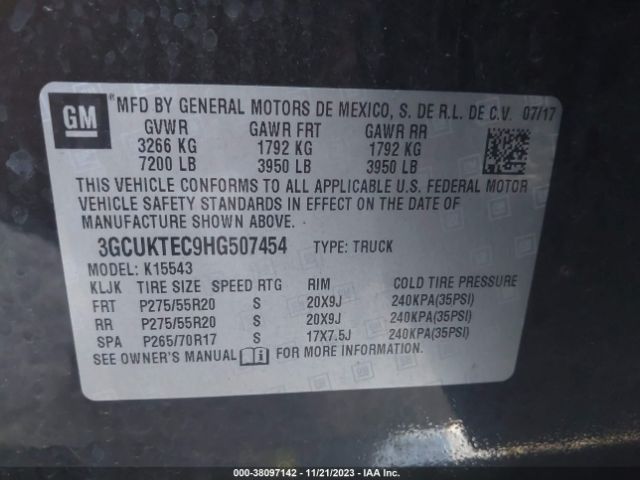 GM
® MFD BY GENERAL MOTORS DE MEXICO, S. DE R.L. DE C.V. 07/17
GVWR GAWR FRT GAWR RR
3266 KG 1792 KG 1792 KG
7200 LB 3950 LB 3950 LB
THIS VEHICLE CONFORMS TO ALL APPLICABLE U.S. FEDERAL MOTOR
VEHICLE SAFETY STANDARDS IN EFFECT ON THE DATE OF
MANUFACTURE SHOWN ABOVE.
3GCUKTEC9HG507454 TYPE: TRUCK
MODEL: K15543
KLJK TIRE SIZE SPEED RTG RIM COLD TIRE PRESSURE
FRT P275/55R20 S 20X9J 240KPA(35PSI)
RR P275/55R20 S 20X9J 240KPA(35PSI)
SPA P265/70R17 S 17X7.5J 240KPA(35PSI)
SEE OWNER'S MANUAL FOR MORE INFORMATION.
000-38097142 - 11/21/2023 - IAA Inc.